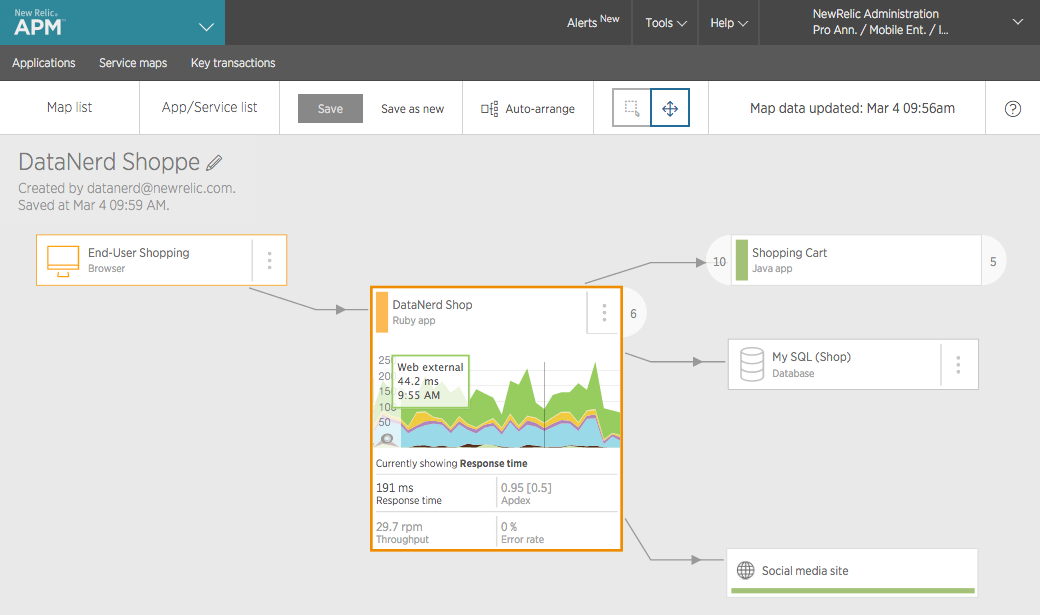 New Relic.
APM™
Alerts New
Tools
Help
NewRelic Administration
Pro Ann. / Mobile Ent. / I...
Applications
Service maps
Key transactions
Map list
App/Service list
Save
Save as new
Auto-arrange
Map data updated: Mar 4 09:56am
?
DataNerd Shoppe
Created by datanerd@newrelic.com.
Saved at Mar 4 09:59 AM.
End-User Shopping
Browser
10
Shopping Cart
Java app
5
DataNerd Shop
Ruby app
6
My SQL (Shop)
Database
Web external
44.2 ms
9:55 AM
50
Currently showing Response time
191 ms
Response time
0.95 [0.5]
Apdex
29.7 rpm
Throughput
0 %
Error rate
Social media site